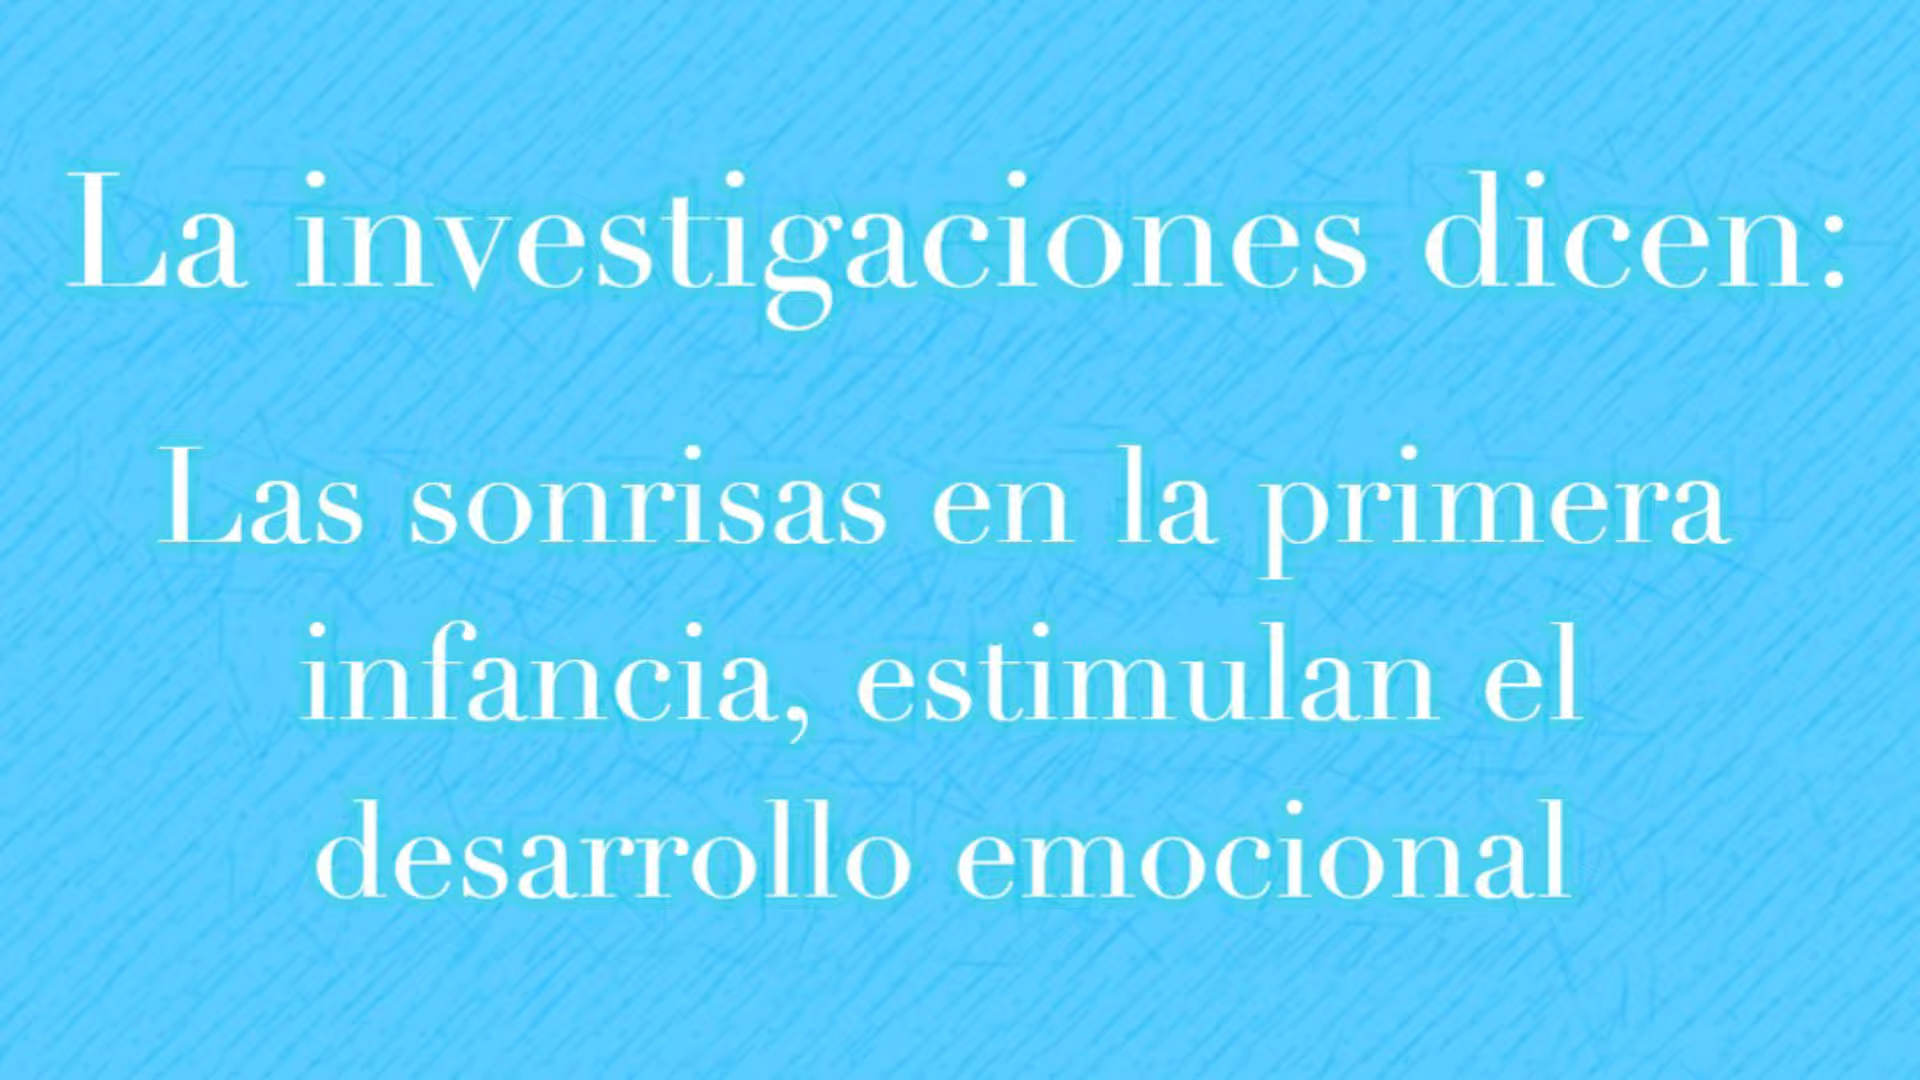 La investigaciones dicen:
Las sonrisas en la primera
infancia, estimulan el
desarrollo emocional